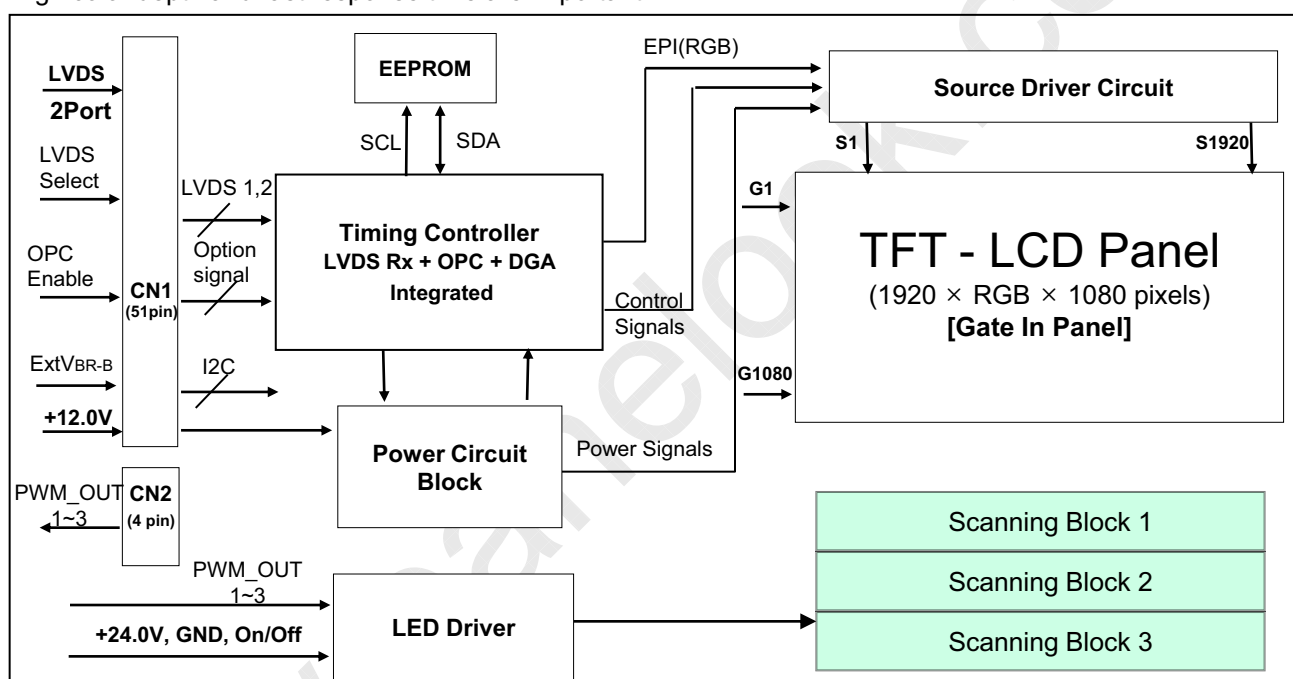 LVDS
2Port
LVDS
Select
OPC
Enable
ExtVBR-B
+12.0V
CN1
(51pin)
LVDS 1,2
Option
signal
I2C
EEPROM
SCL
SDA
Timing Controller
LVDS Rx + OPC + DGA
Integrated
EPI(RGB)
Control
Signals
Power Circuit
Block
Power Signals
Source Driver Circuit
S1
S1920
G1
G1080
TFT - LCD Panel
(1920 × RGB × 1080 pixels)
[Gate In Panel]
PWM_OUT
1~3
CN2
(4 pin)
PWM_OUT
1~3
+24.0V, GND, On/Off
LED Driver
Scanning Block 1
Scanning Block 2
Scanning Block 3